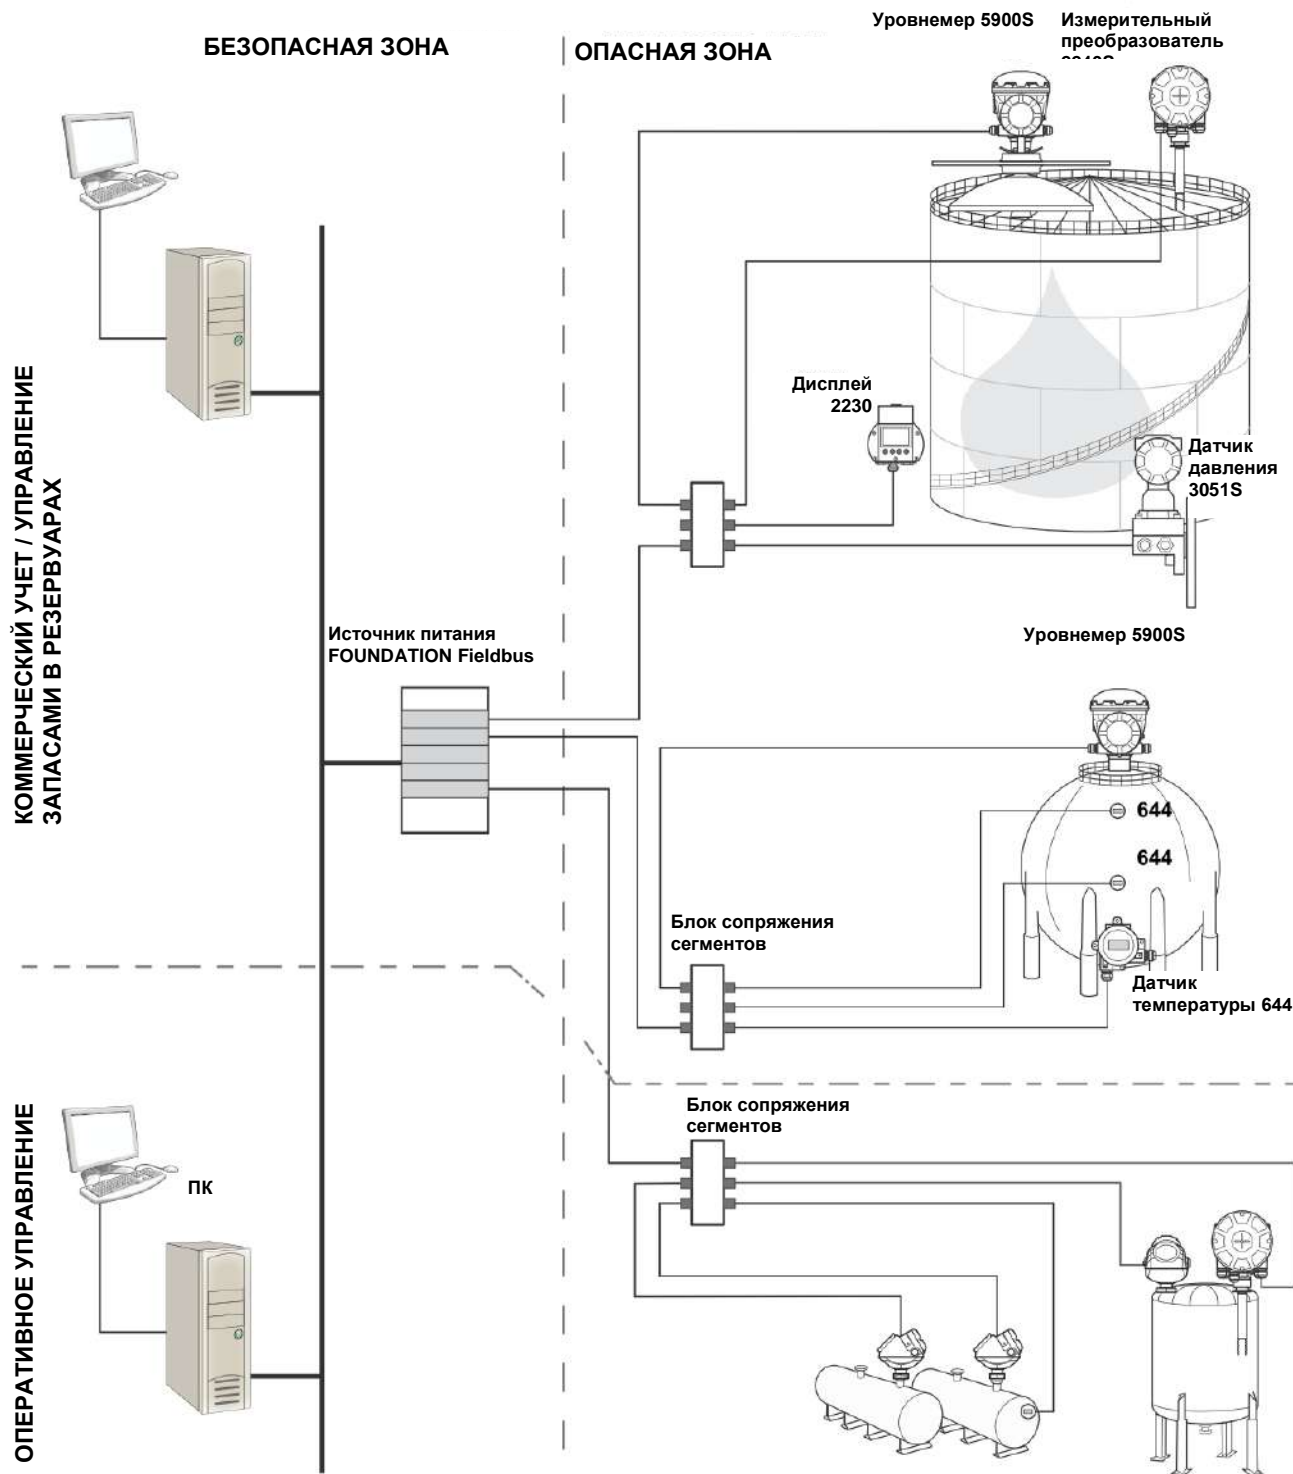 Уровнемер 5900S
Измерительный
преобразователь
БЕЗОПАСНАЯ ЗОНА
ОПАСНАЯ ЗОНА
КОММЕРЧЕСКИЙ УЧЕТ / УПРАВЛЕНИЕ
ЗАПАСАМИ В РЕЗЕРВУАРАХ
Дисплей
2230
Датчик
давления
3051S
Источник питания
FOUNDATION Fieldbus
Уровнемер 5900S
644
644
Блок сопряжения
сегментов
Датчик
температуры 644
ОПЕРАТИВНОЕ УПРАВЛЕНИЕ
Блок сопряжения
сегментов
ПК